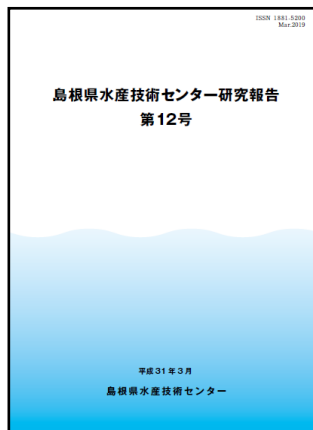 ISSN 1881-5200
Mar.2019
島根県水産技術センター研究報告
第12号
平成31年3月
島根県水産技術センター